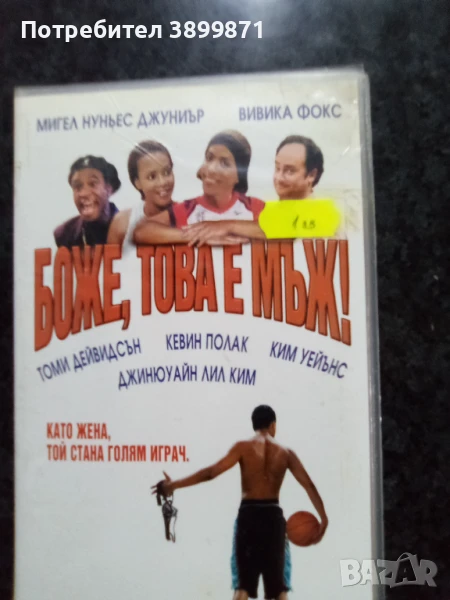 Потребител 3899871
МИГЕЛ НУНЬЕС ДЖУНИЪР
ВИВИКА ФОКС
БОЖЕ, ТОВА Е МЪЖ!
ТОМИ ДЕЙВИДСЪН
КЕВИН ПОЛАК
КИМ УЕЙЪНС
ДЖИНЮУАЙН
ЛИЛ КИМ
КАТО ЖЕНА,
ТОЙ СТАНА ГОЛЯМ ИГРАЧ.
BAZAR